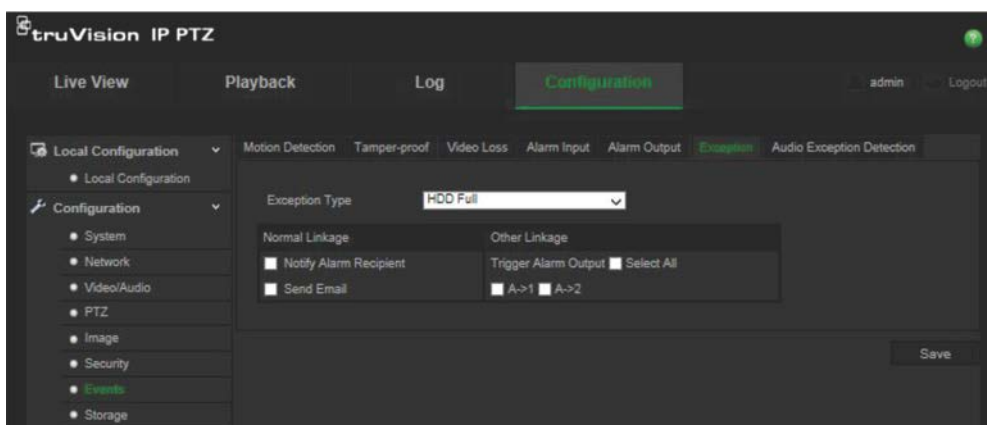 truVision IP PTZ
?
Live View Playback Log Configuration admin Logout
Local Configuration
Local Configuration
Configuration
System
Network
Video/Audio
PTZ
Image
Security
Events
Storage
Motion Detection Tamper-proof Video Loss Alarm Input Alarm Output Exception Audio Exception Detection
Exception Type HDD Full
Normal Linkage Other Linkage
Notify Alarm Recipient Trigger Alarm Output Select All
Send Email A->1 A->2
Save